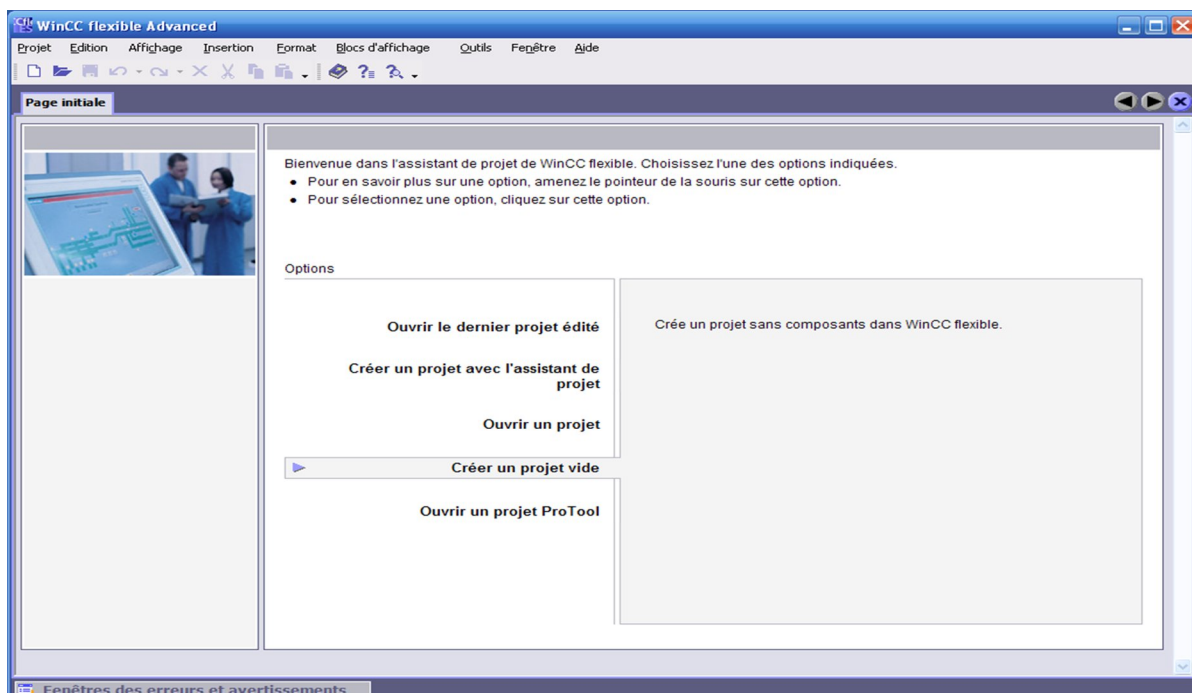 WinCC flexible Advanced
Projet Edition Affichage Insertion Format Blocs d'affichage Outils Fenêtre Aide
Page initiale
Bienvenue dans l'assistant de projet de WinCC flexible. Choisissez l'une des options indiquées.
• Pour en savoir plus sur une option, amenez le pointeur de la souris sur cette option.
• Pour sélectionnez une option, cliquez sur cette option.
Options
Ouvrir le dernier projet édité
Crée un projet sans composants dans WinCC flexible.
Créer un projet avec l'assistant de
projet
Ouvrir un projet
Créer un projet vide
Ouvrir un projet ProTool
Fenêtres des erreurs et avertissements